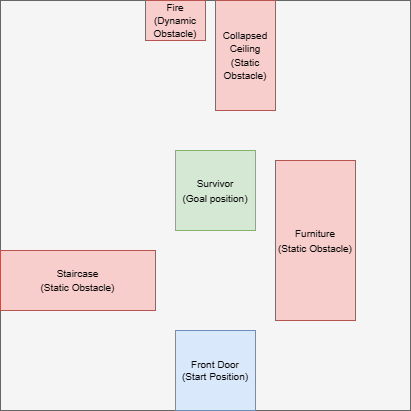 Fire
(Dynamic
Obstacle)
Collapsed
Ceiling
(Static
Obstacle)
Survivor
(Goal position)
Furniture
(Static Obstacle)
Staircase
(Static Obstacle)
Front Door
(Start Position)